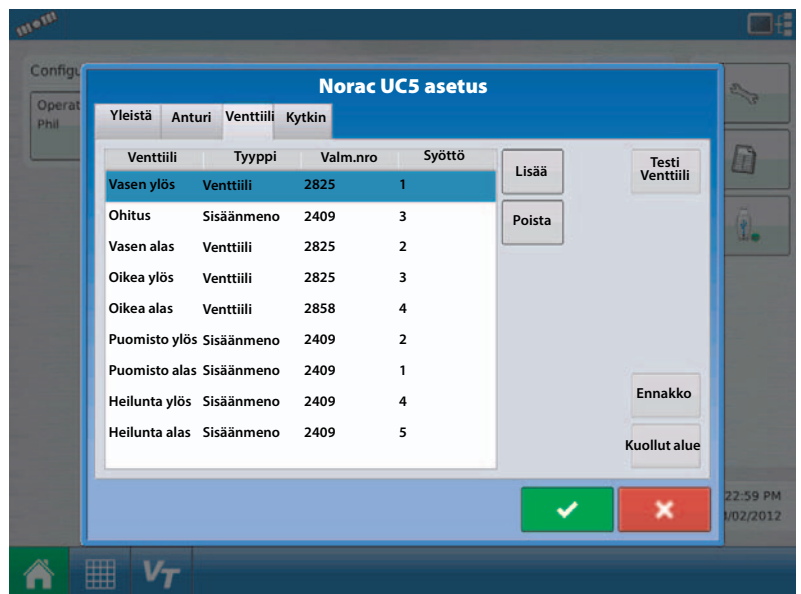 Configu
Norac UC5 asetus
Operat
Phil
Yleistä Anturi Venttiili Kytkin
Venttiili Tyyppi Valm.nro Syöttö
Lisää
Testi
Venttiili
Vasen ylös Venttiili 2825 1
Ohitus Sisäänmeno 2409 3
Poista
Vasen alas Venttiili 2825 2
Oikea ylös Venttiili 2825 3
Oikea alas Venttiili 2858 4
Puomisto ylös Sisäänmeno 2409 2
Puomisto alas Sisäänmeno 2409 1
Heilunta ylös Sisäänmeno 2409 4
Ennakko
Heilunta alas Sisäänmeno 2409 5
Kuollut alue
22:59 PM
/02/2012
VT